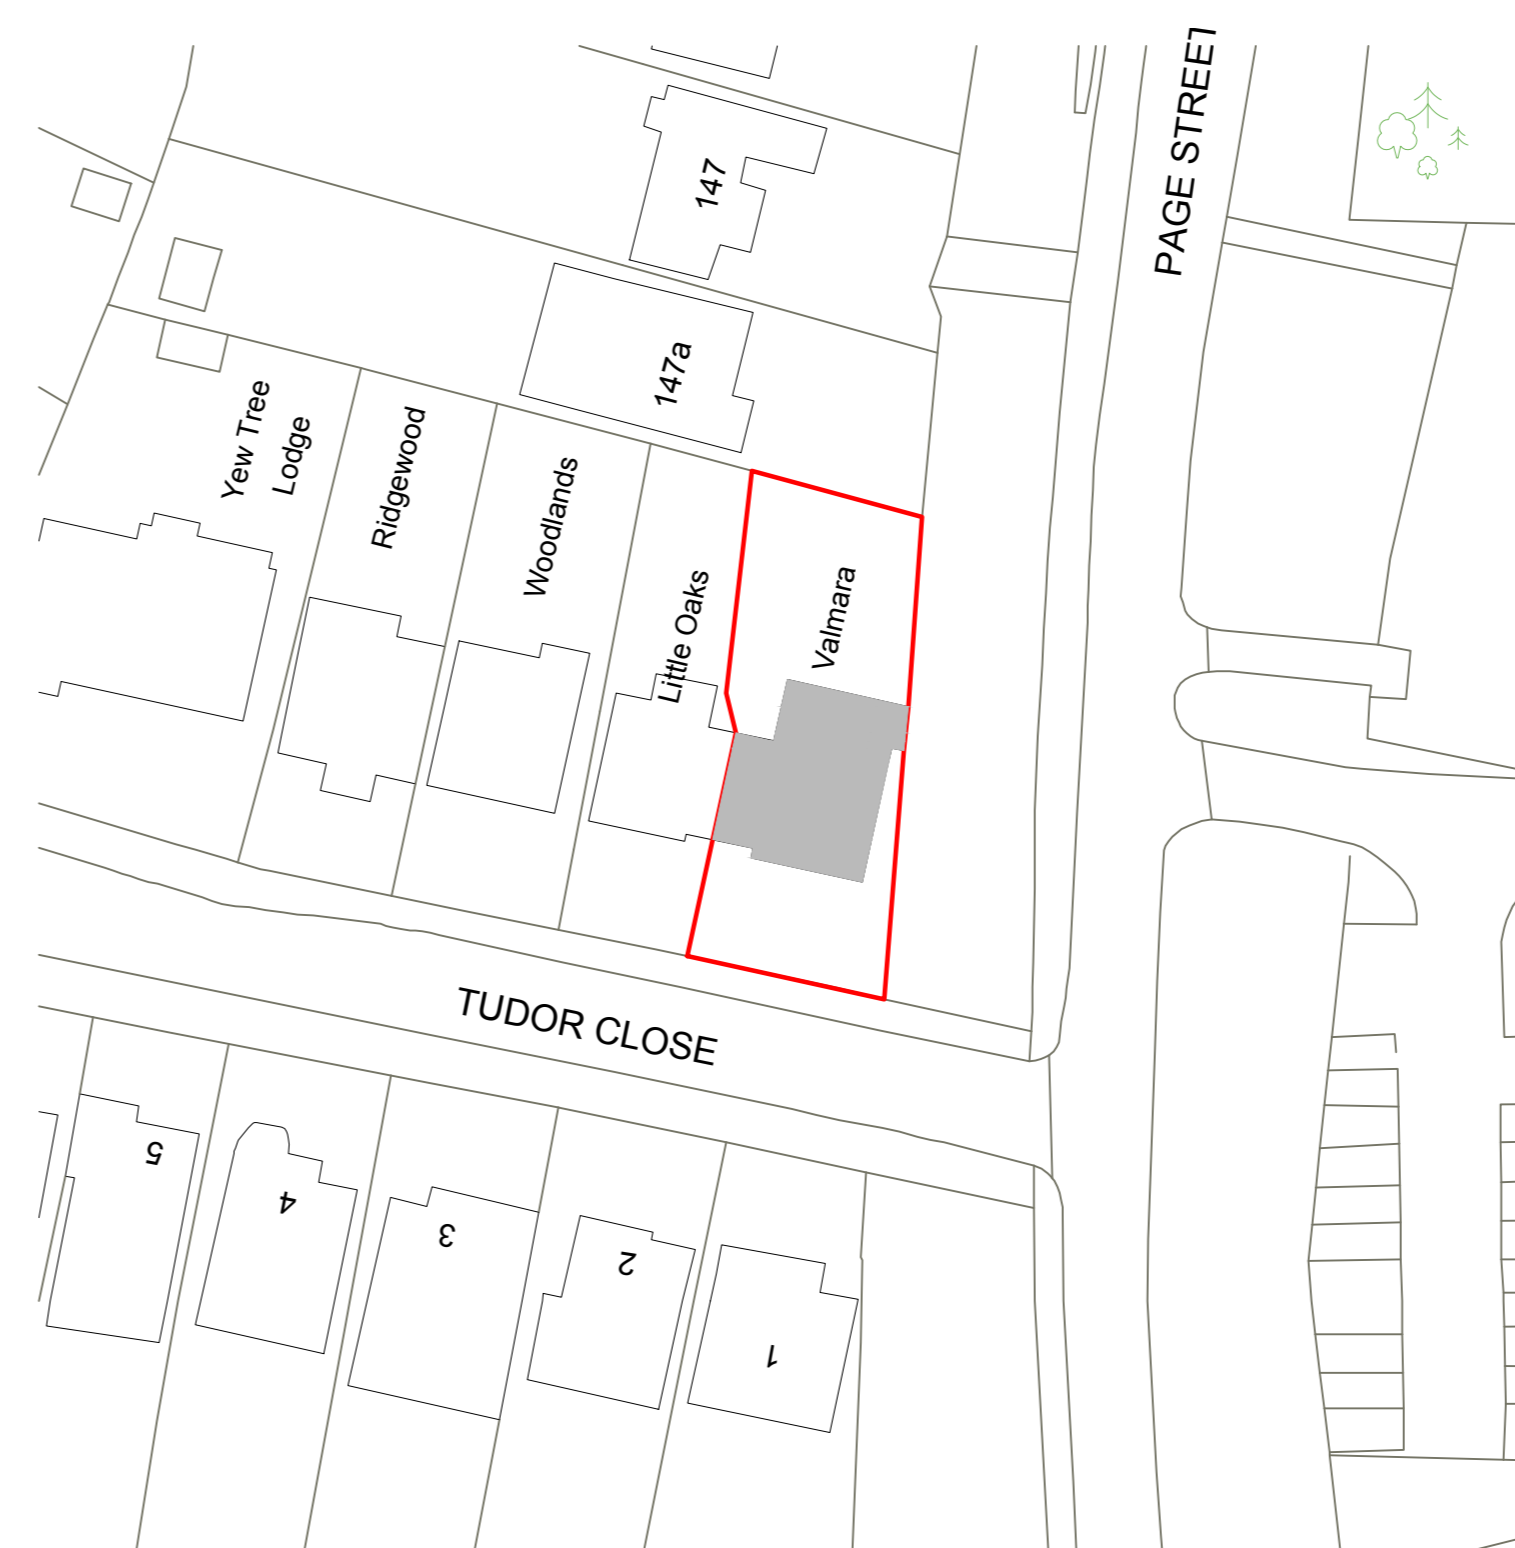 PAGE STREET
147
147a
Yew Tree
Lodge
Ridgewood
Woodlands
Little Oaks
Valmara
TUDOR CLOSE
5
4
3
2
1